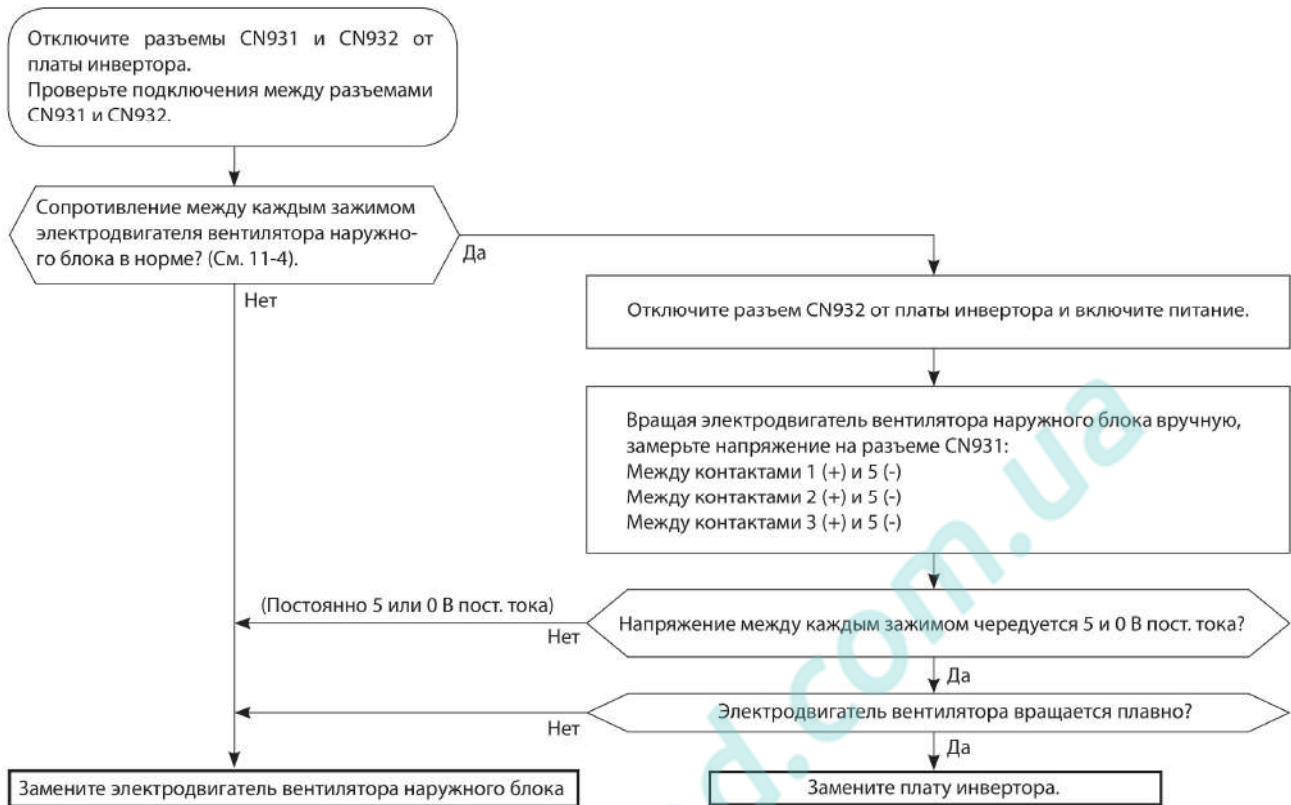 Отключите разъемы CN931 и CN932 от
платы инвертора.
Проверьте подключения между разъемами
CN931 и CN932.
Сопротивление между каждым зажимом
электродвигателя вентилятора наружно-
го блока в норме? (См. 11-4).
Да
Нет
Отключите разъем CN932 от платы инвертора и включите питание.
Вращая электродвигатель вентилятора наружного блока вручную,
замерьте напряжение на разъеме CN931:
Между контактами 1 (+) и 5 (-)
Между контактами 2 (+) и 5 (-)
Между контактами 3 (+) и 5 (-)
(Постоянно 5 или 0 В пост. тока)
Нет
Напряжение между каждым зажимом чередуется 5 и 0 В пост. тока?
Да
Нет
Электродвигатель вентилятора вращается плавно?
Да
Замените электродвигатель вентилятора наружного блока
Замените плату инвертора.
d.com.ua